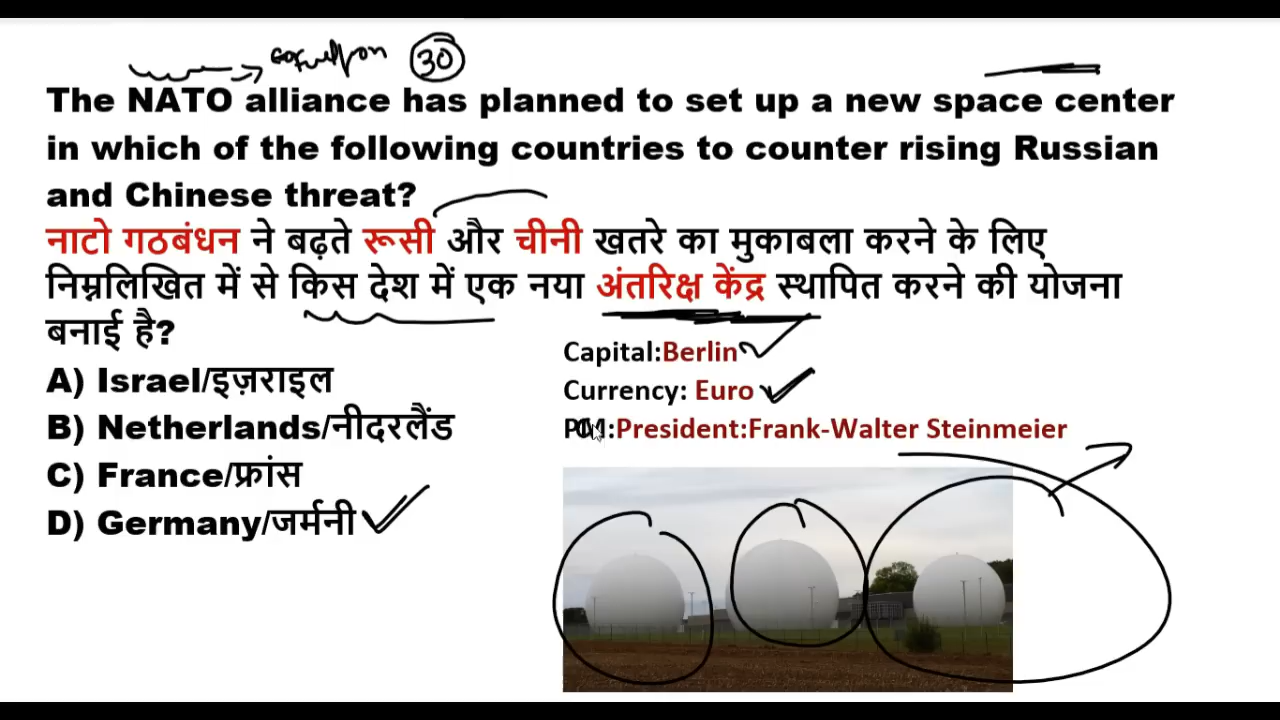 30
The NATO alliance has planned to set up a new space center
in which of the following countries to counter rising Russian
and Chinese threat?
नाटो गठबंधन ने बढ़ते रूसी और चीनी खतरे का मुकाबला करने के लिए
निम्नलिखित में से किस देश में एक नया अंतरिक्ष केंद्र स्थापित करने की योजना
बनाई है?
Capital:Berlin
Currency: Euro
President:Frank-Walter Steinmeier
A) Israel/इज़राइल
B) Netherlands/नीदरलैंड
C) France/फ्रांस
D) Germany/जर्मनी